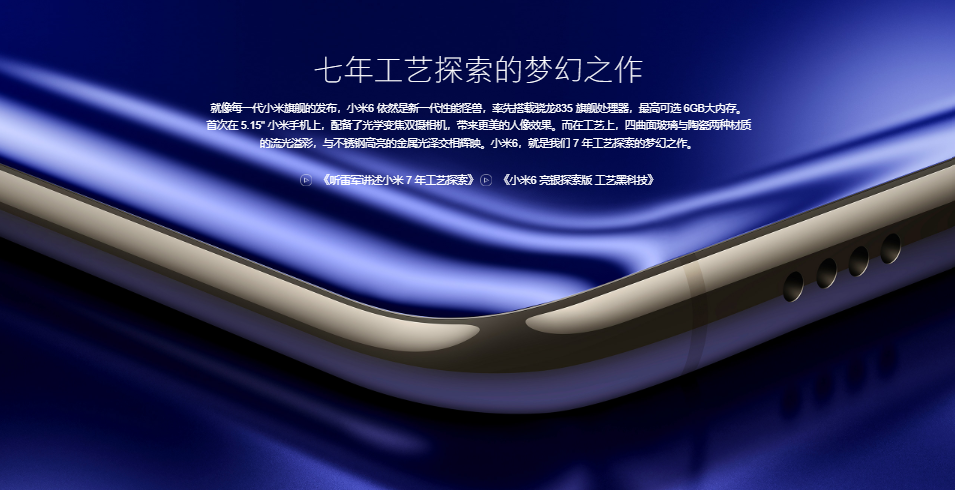 七年工艺探索的梦幻之作
就像每一代小米旗舰的发布，小米6 依然是新一代性能怪兽，率先搭载骁龙835 旗舰处理器，最高可选 6GB大内存。
首次在 5.15" 小米手机上，配备了光学变焦双摄相机，带来更美的人像效果。而在工艺上，四曲面玻璃与陶瓷两种材质
的流光溢彩，与不锈钢高亮的金属光泽交相辉映。小米6，就是我们 7 年工艺探索的梦幻之作。
《听雷军讲述小米 7 年工艺探索》 《小米6 亮银探索版 工艺黑科技》